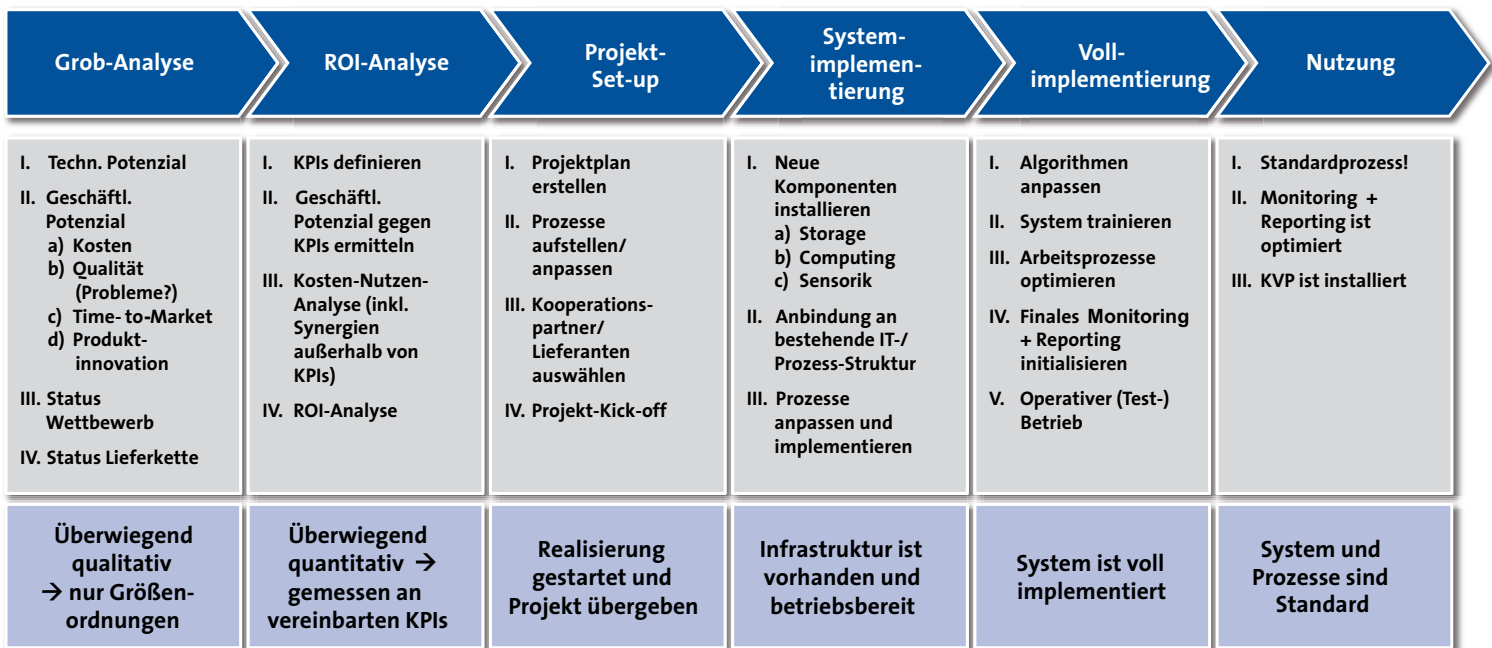 Grob-Analyse
ROI-Analyse
Projekt-
Set-up
System-
implemen-
tierung
Voll-
implementierung
Nutzung
I. Techn. Potenzial
II. Geschäftl.
Potenzial
a) Kosten
b) Qualität
(Probleme?)
c) Time- to-Market
d) Produkt-
innovation
III. Status
Wettbewerb
IV. Status Lieferkette
I. KPIs definieren
II. Geschäftl.
Potenzial gegen
KPIs ermitteln
III. Kosten-Nutzen-
Analyse (inkl.
Synergien
außerhalb von
KPIs)
IV. ROI-Analyse
I. Projektplan
erstellen
II. Prozesse
aufstellen/
anpassen
III. Kooperations-
partner/
Lieferanten
auswählen
IV. Projekt-Kick-off
I. Neue
Komponenten
installieren
a) Storage
b) Computing
c) Sensorik
II. Anbindung an
bestehende IT-/
Prozess-Struktur
III. Prozesse
anpassen und
implementieren
I. Algorithmen
anpassen
II. System trainieren
III. Arbeitsprozesse
optimieren
IV. Finales Monitoring
+ Reporting
initialisieren
V. Operativer (Test-)
Betrieb
I. Standardprozess!
II. Monitoring +
Reporting ist
optimiert
III. KVP ist installiert
Überwiegend
qualitativ
→ nur Größen-
ordnungen
Überwiegend
quantitativ →
gemessen an
vereinbarten KPIs
Realisierung
gestartet und
Projekt übergeben
Infrastruktur ist
vorhanden und
betriebsbereit
System ist voll
implementiert
System und
Prozesse sind
Standard